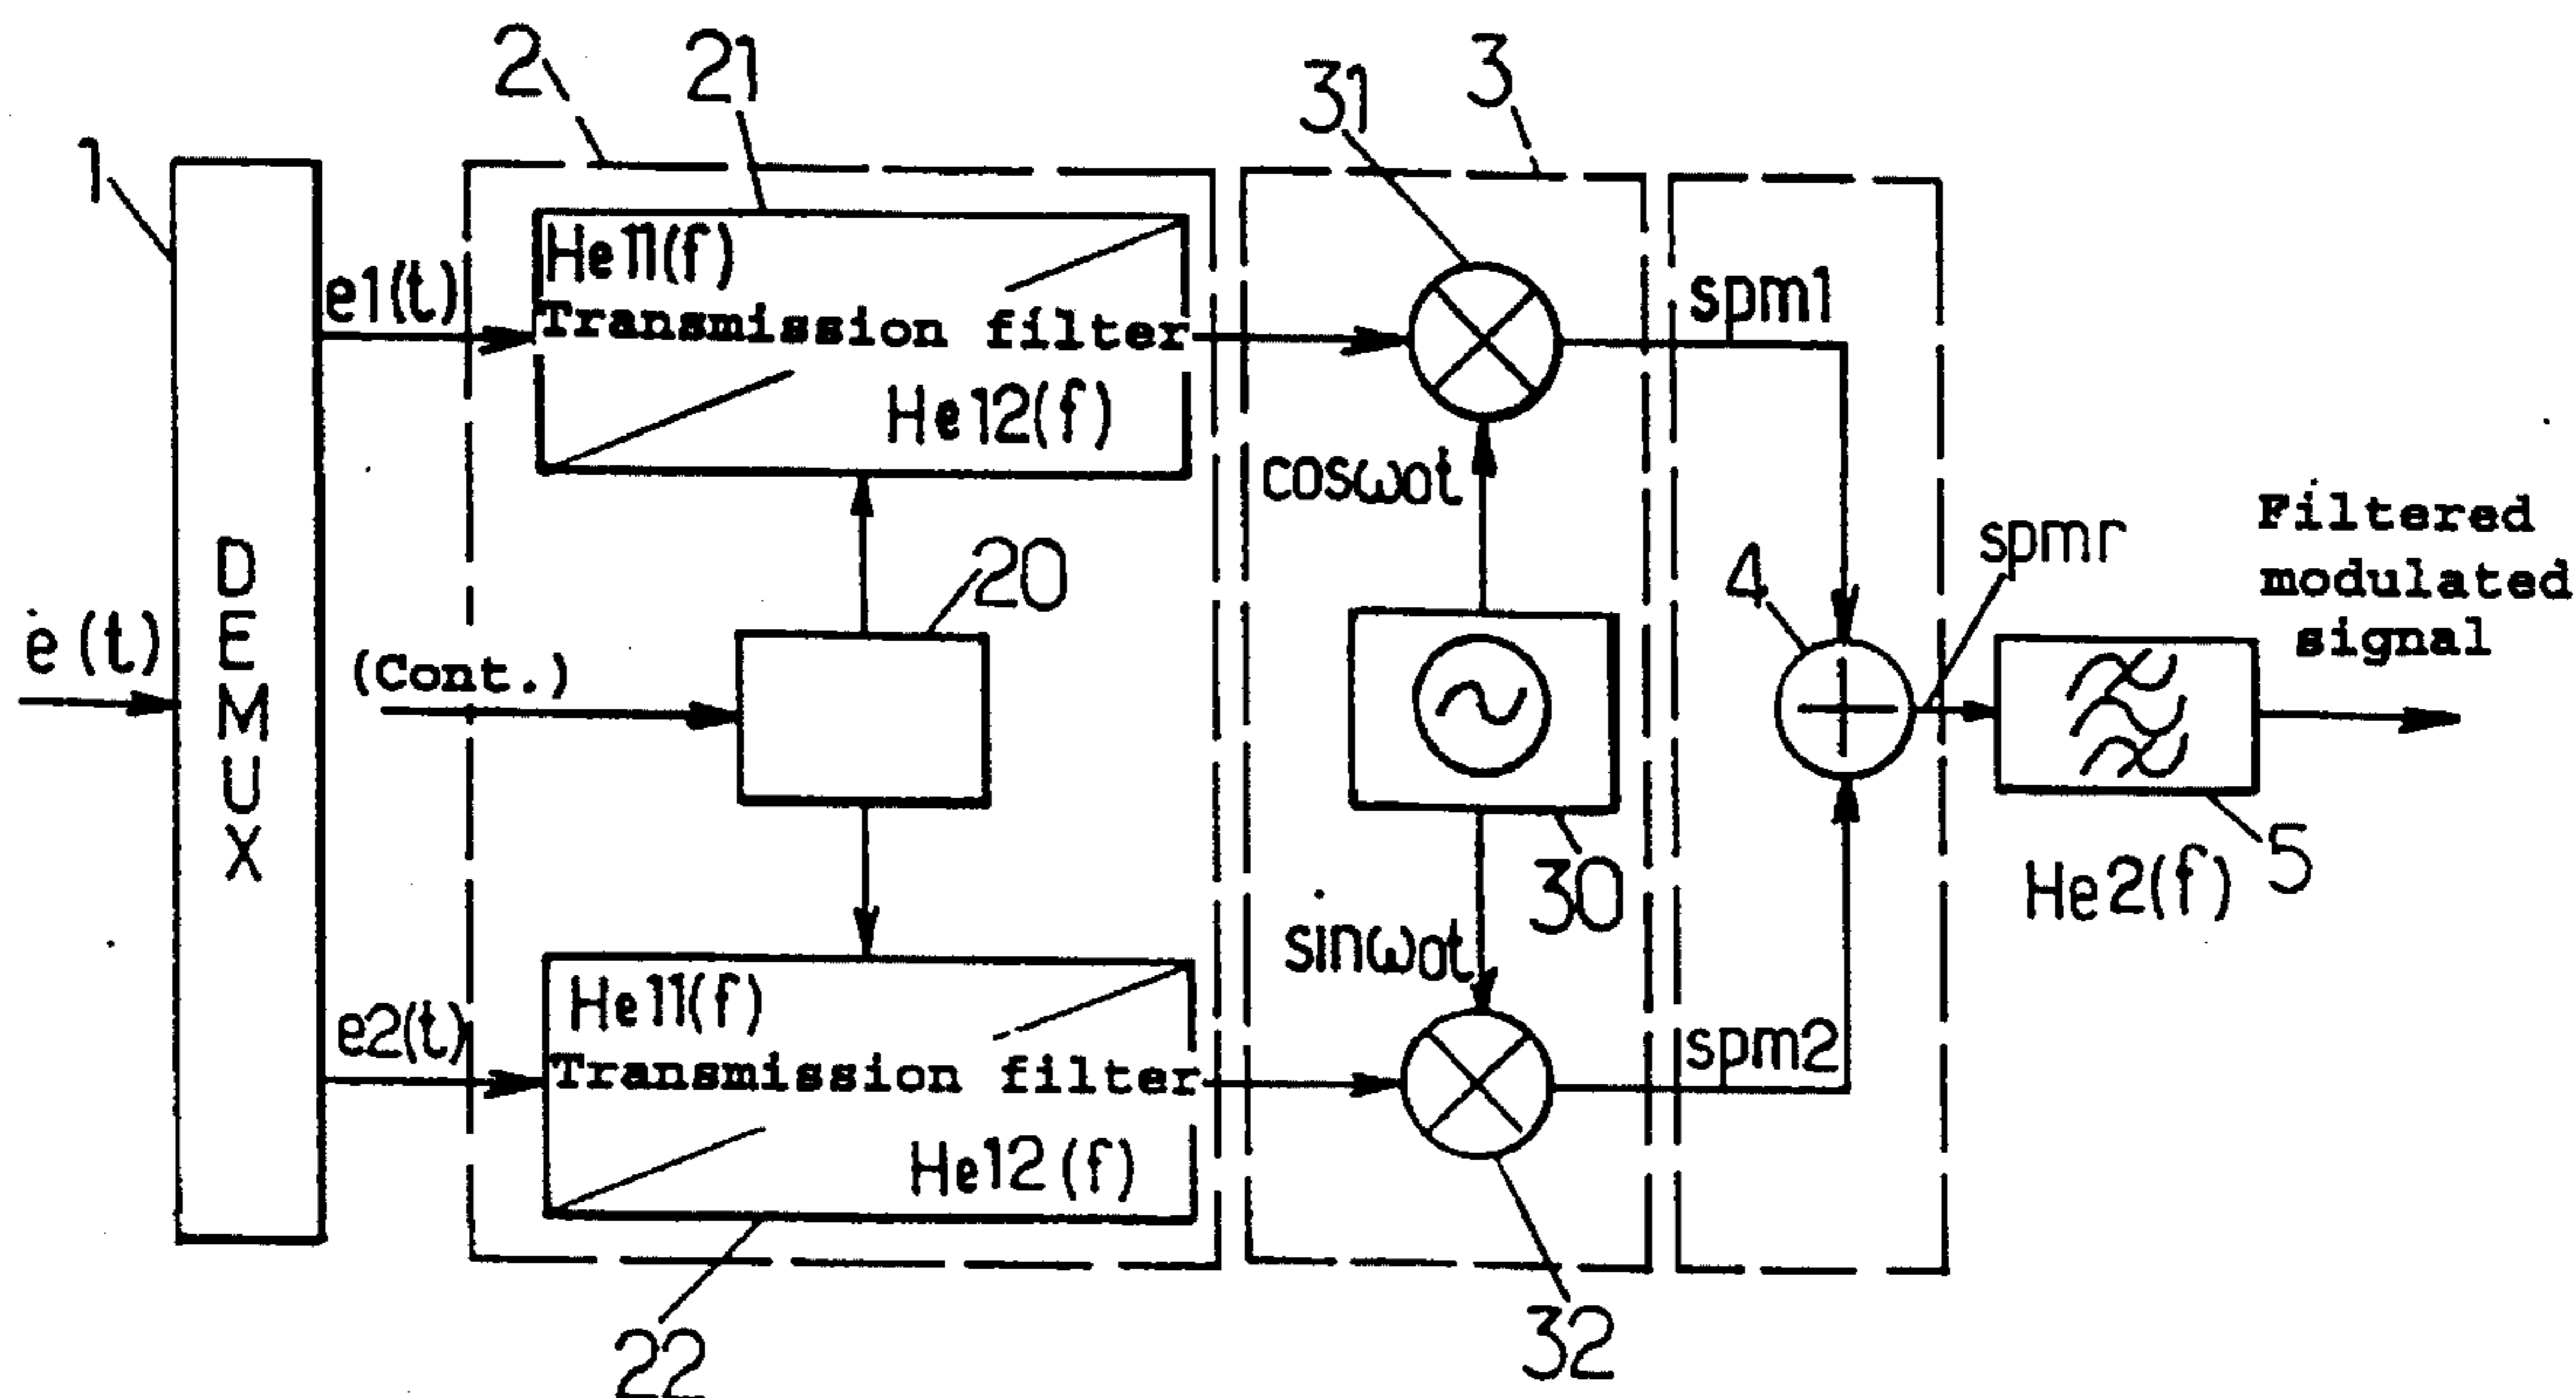 2
21
31
3
1
He11(f)
e1(t)
Transmission filter
spm1
He12(f)
cosωot
Filtered
modulated
signal
spmr
D
E
M
U
X
20
4
e(t)
(Cont.)
30
5
He2(f)
sinωot
He11(f)
e2(t)
Transmission filter
spm2
He12(f)
22
32